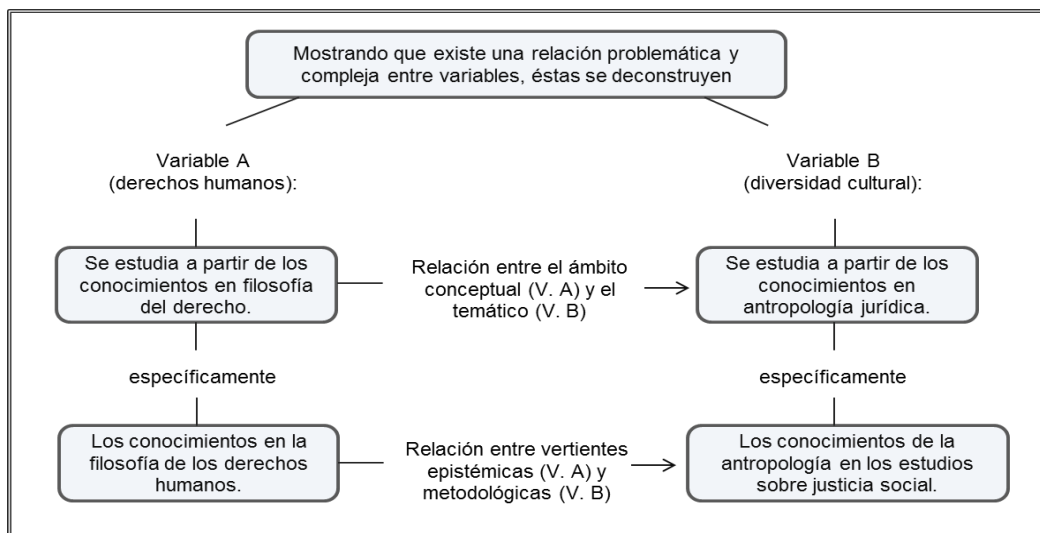 Mostrando que existe una relación problemática y
compleja entre variables, éstas se deconstruyen
Variable A
(derechos humanos):
Variable B
(diversidad cultural):
Se estudia a partir de los
conocimientos en filosofía
del derecho.
Relación entre el ámbito
conceptual (V. A) y el
temático (V. B)
Se estudia a partir de los
conocimientos en
antropología jurídica.
específicamente
específicamente
Los conocimientos en la
filosofía de los derechos
humanos.
Relación entre vertientes
epistémicas (V. A) y
metodológicas (V. B)
Los conocimientos de la
antropología en los estudios
sobre justicia social.